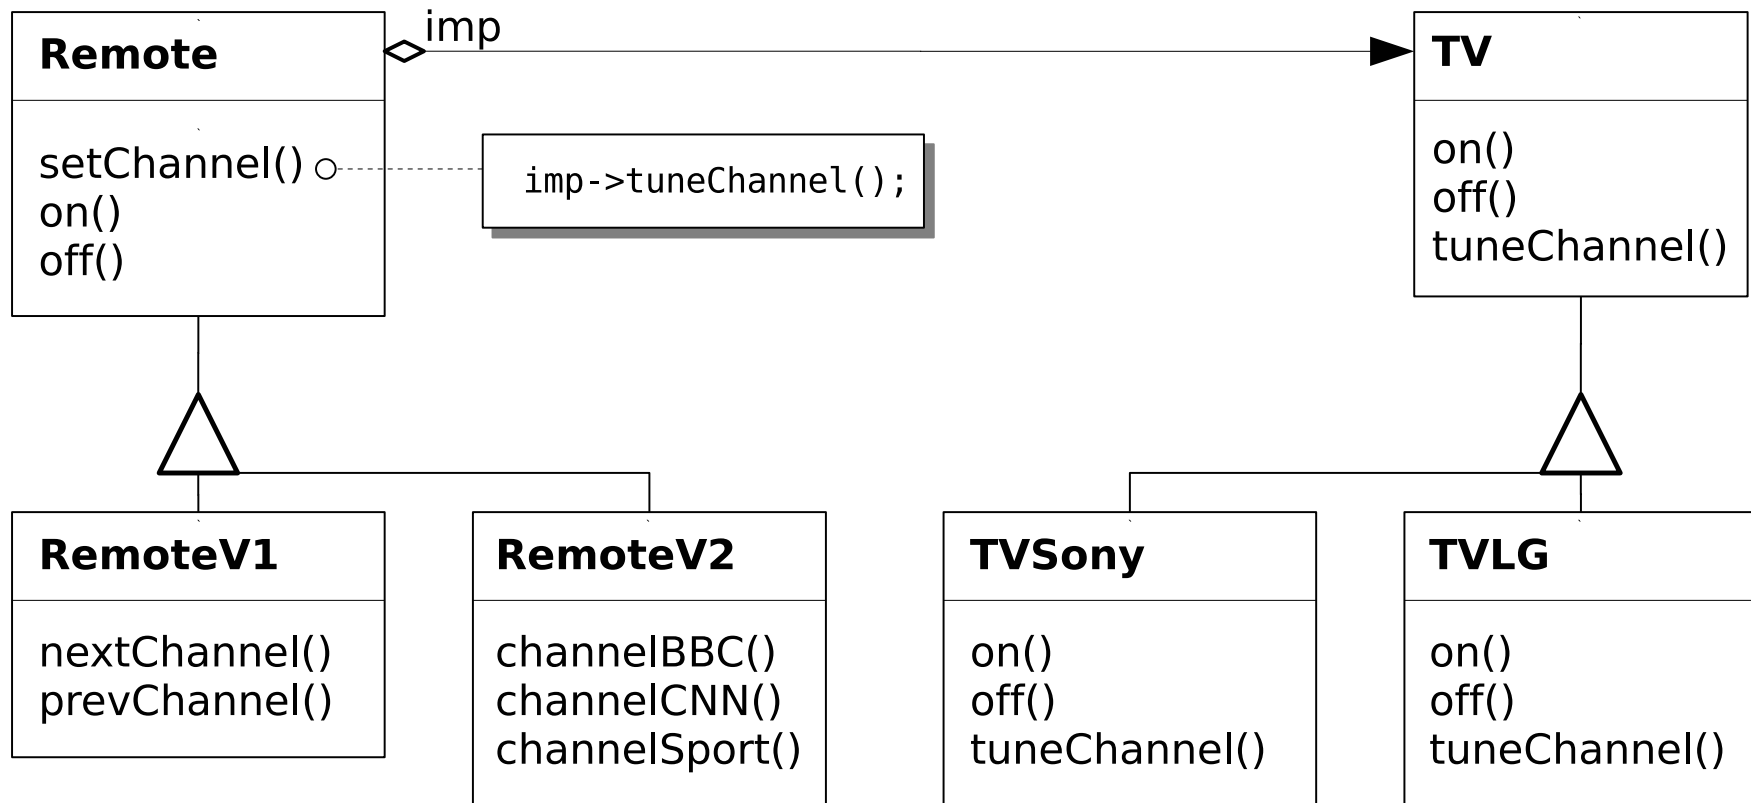 imp
Remote
setChannel()
on()
off()
imp->tuneChannel();
TV
on()
off()
tuneChannel()
RemoteV1
nextChannel()
prevChannel()
RemoteV2
channelBBC()
channelCNN()
channelSport()
TVSony
on()
off()
tuneChannel()
TVLG
on()
off()
tuneChannel()